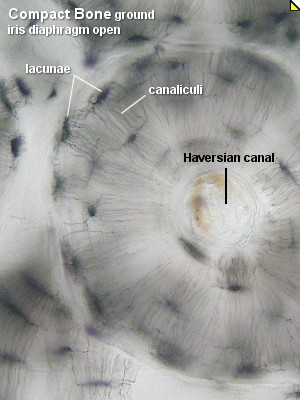 Compact Bone ground
iris diaphragm open
lacunae
canaliculi
Haversian canal